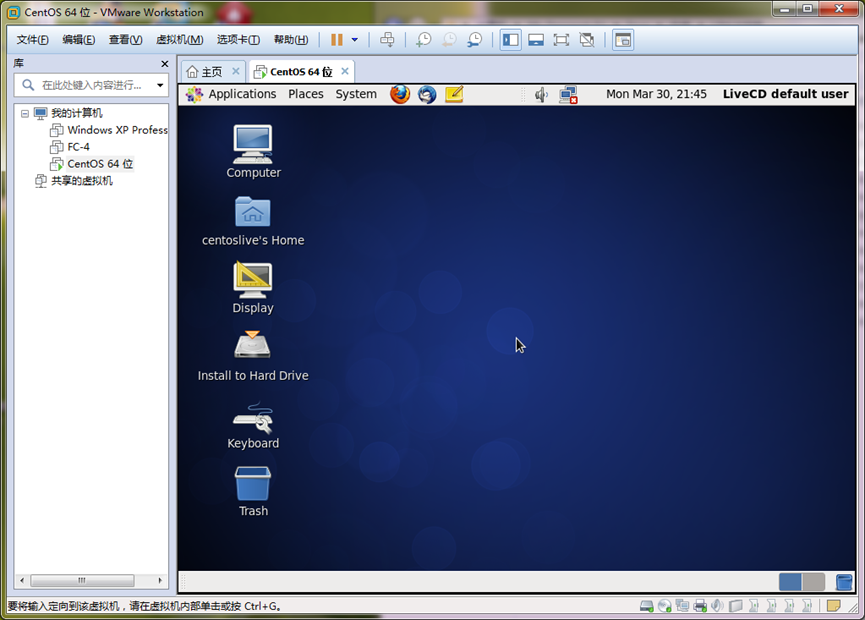 CentOS 64 位 - VMware Workstation
文件(F) 编辑(E) 查看(V) 虚拟机(M) 选项卡(T) 帮助(H)
库
在此处键入内容进行...
主页
CentOS 64 位
我的计算机
Windows XP Profess
FC-4
CentOS 64 位
共享的虚拟机
Applications Places System
Mon Mar 30, 21:45 LiveCD default user
Computer
centoslive's Home
Display
Install to Hard Drive
Keyboard
Trash
要将输入定向到该虚拟机，请在虚拟机内部单击或按 Ctrl+G。